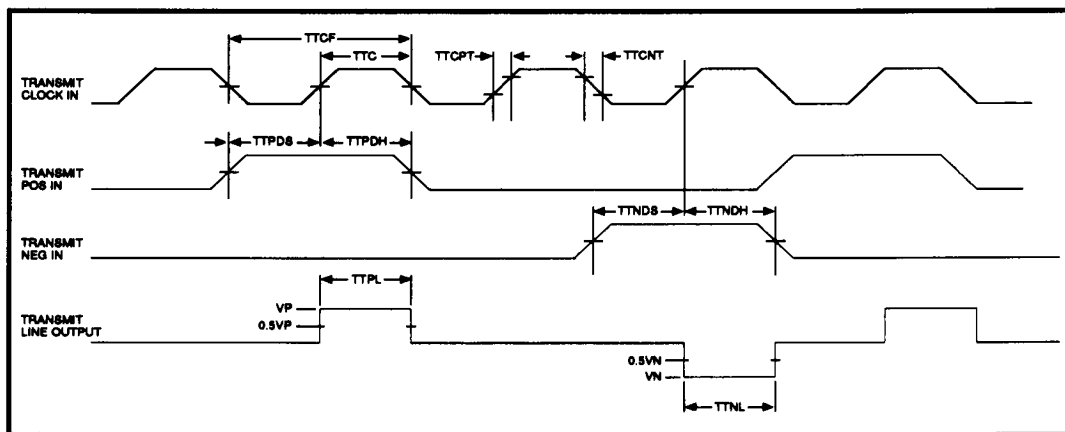 TTCF
TTC
TTCPT
TTCNT
TRANSMIT
CLOCK IN
TTPDS
TTPDH
TRANSMIT
POS IN
TTNDS
TTNDH
TRANSMIT
NEG IN
TTPL
VP
0.5VP
TRANSMIT
LINE OUTPUT
0.5VN
VN
TTNL